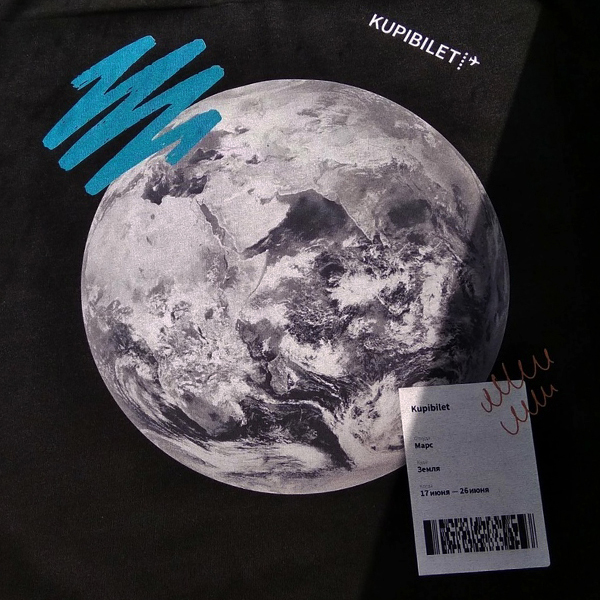 KUPIBILET
Kupibilet
Марс
Земля
17 июня — 26 июня